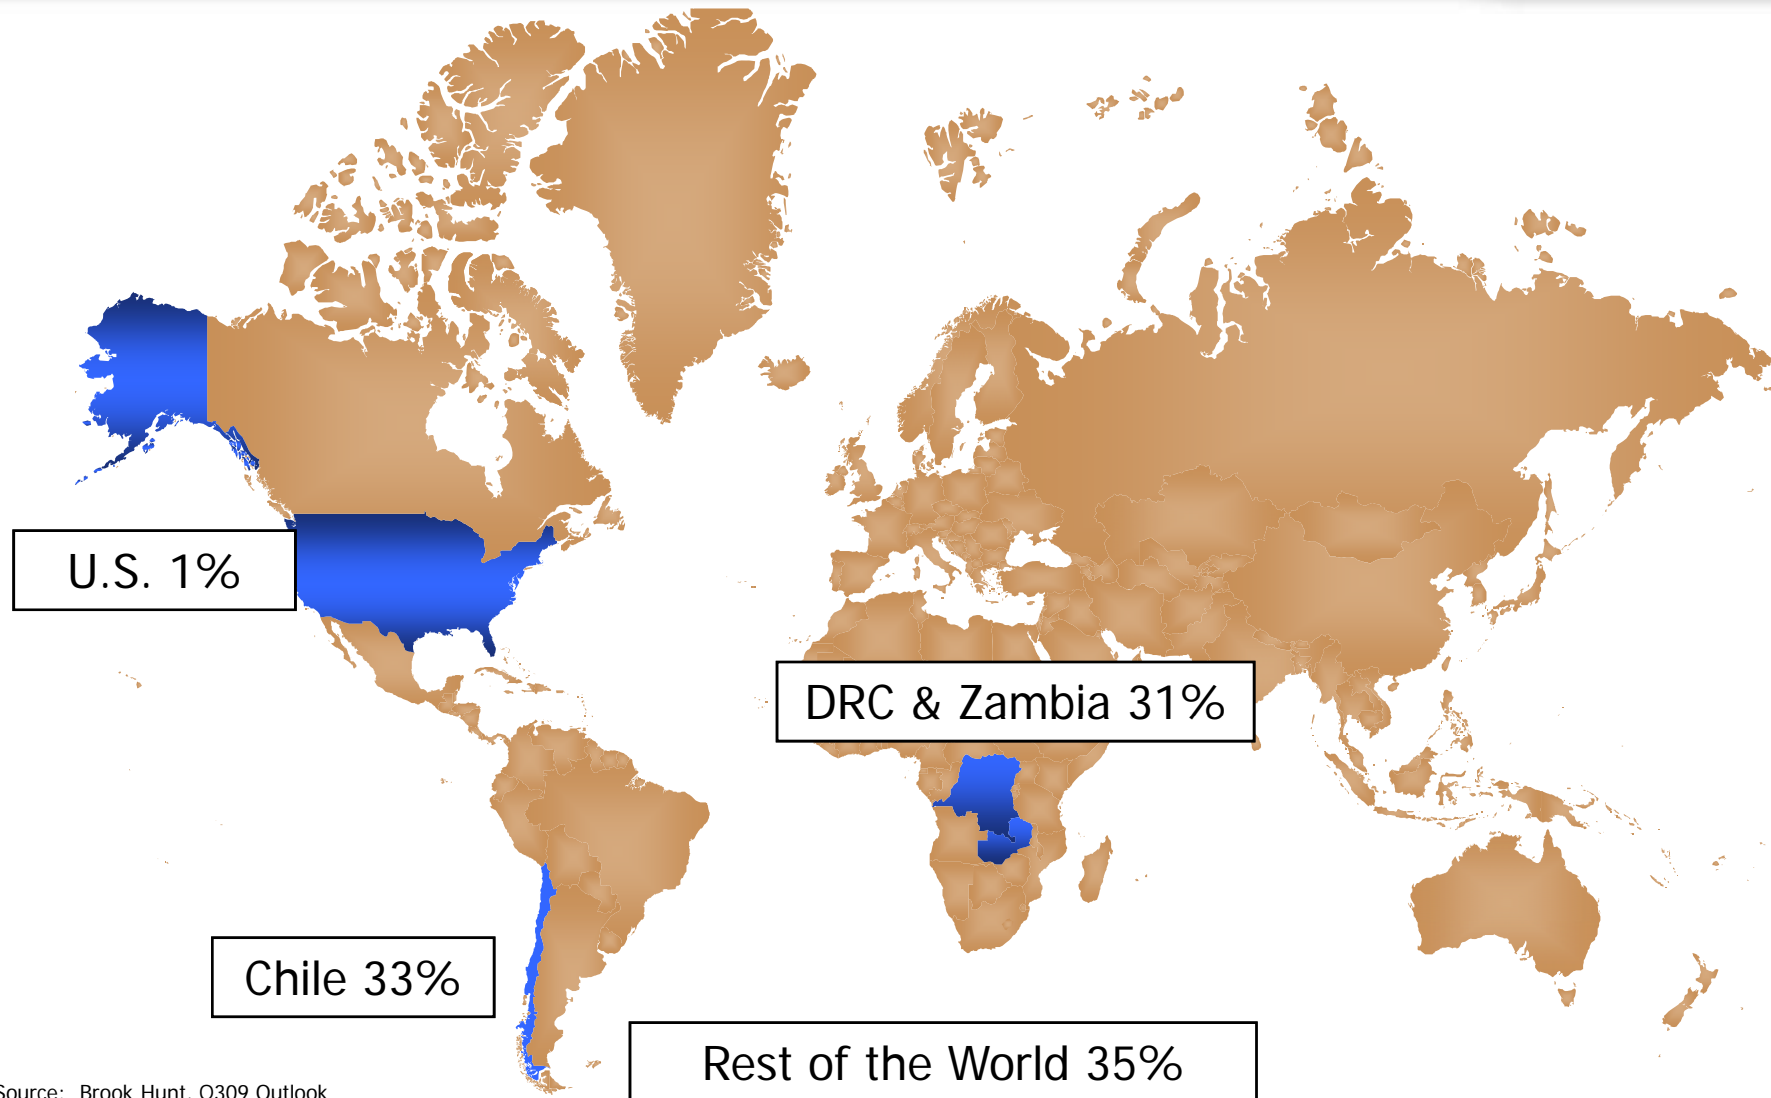 U.S. 1%
DRC & Zambia 31%
Chile 33%
Rest of the World 35%
Source: Brook Hunt, Q309 Outlook